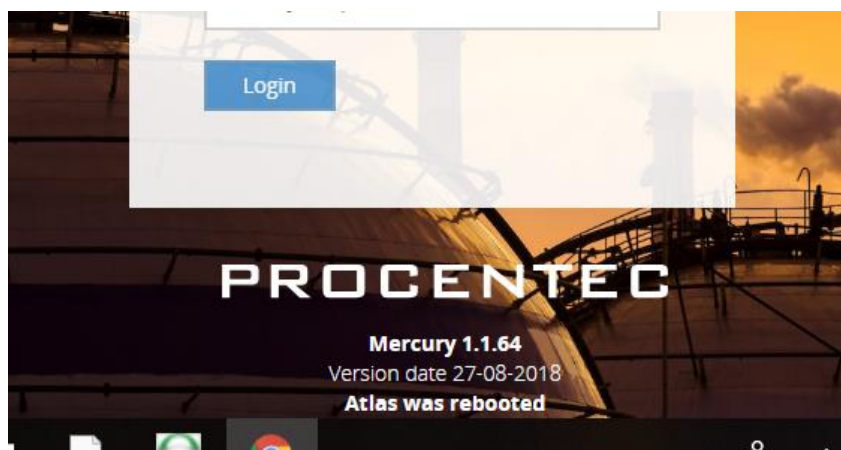 Login
PROCENTEC
Mercury 1.1.64
Version date 27-08-2018
Atlas was rebooted